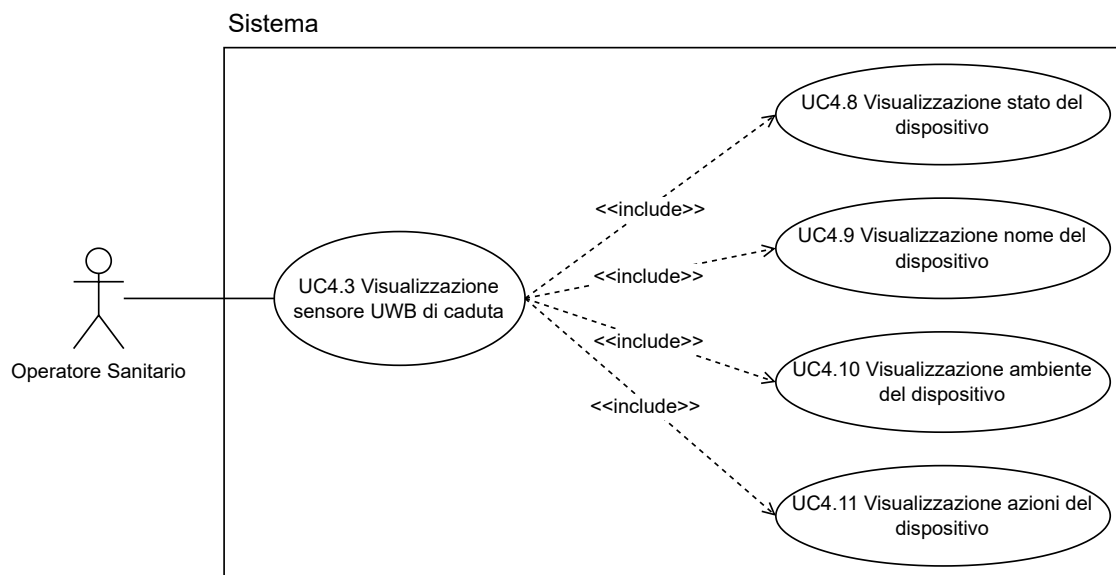 Sistema
UC4.8 Visualizzazione stato del
dispositivo
<<include>>
UC4.9 Visualizzazione nome del
dispositivo
<<include>>
UC4.3 Visualizzazione
sensore UWB di caduta
<<include>>
Operatore Sanitario
UC4.10 Visualizzazione ambiente
del dispositivo
<<include>>
UC4.11 Visualizzazione azioni del
dispositivo